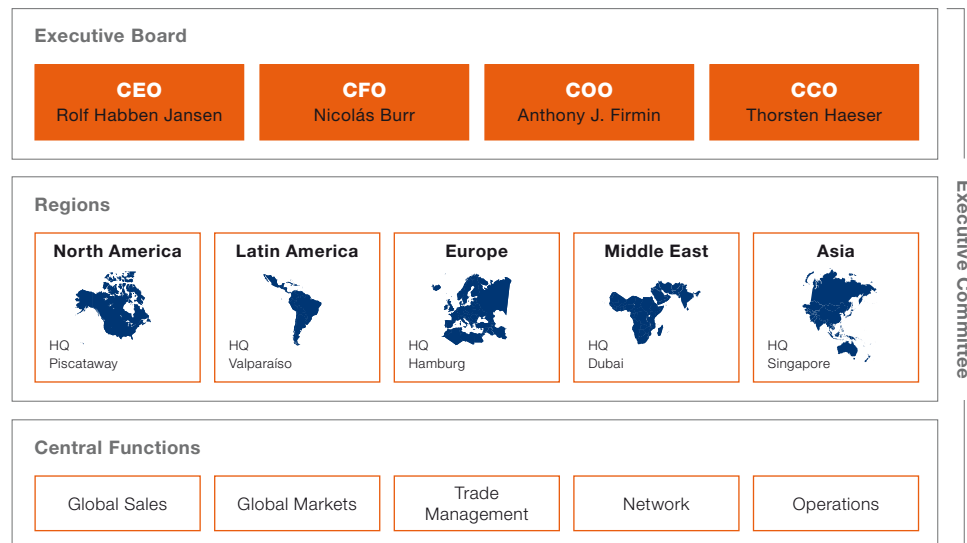 Executive Board
CEO
Rolf Habben Jansen
CFO
Nicolás Burr
COO
Anthony J. Firmin
CCO
Thorsten Haeser
Executive Committee
Regions
North America
HQ
Piscataway
Latin America
HQ
Valparaíso
Europe
HQ
Hamburg
Middle East
HQ
Dubai
Asia
HQ
Singapore
Central Functions
Global Sales
Global Markets
Trade
Management
Network
Operations